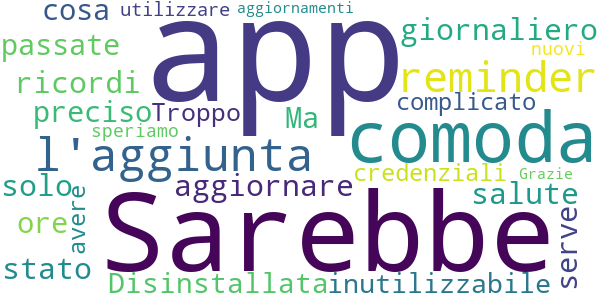 cosa utilizzare aggiornamenti
passate app giornaliero
nuovi
ricordi reminder
preciso Troppo Ma complicato
speriamo comoda
l'aggiunta
credenziali Grazie
solo aggiornare salute
ore avere Sarebbe serve
stato
Disinstallata inutilizzabile